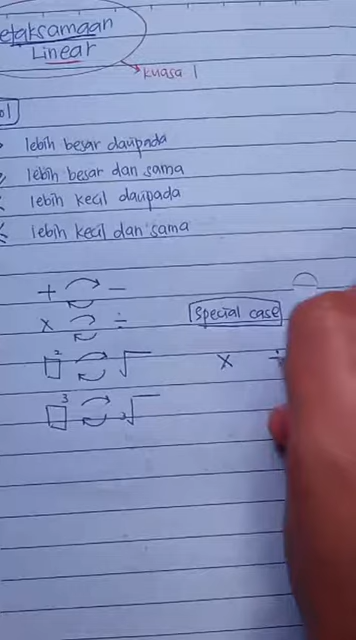 Linear
kuasa 1
lebih besar daripada
lebih besar dan sama
lebih kecil daripada
lebih kecil dan sama
+ -
× ÷
special case
□² √
× ÷
□³ ³√